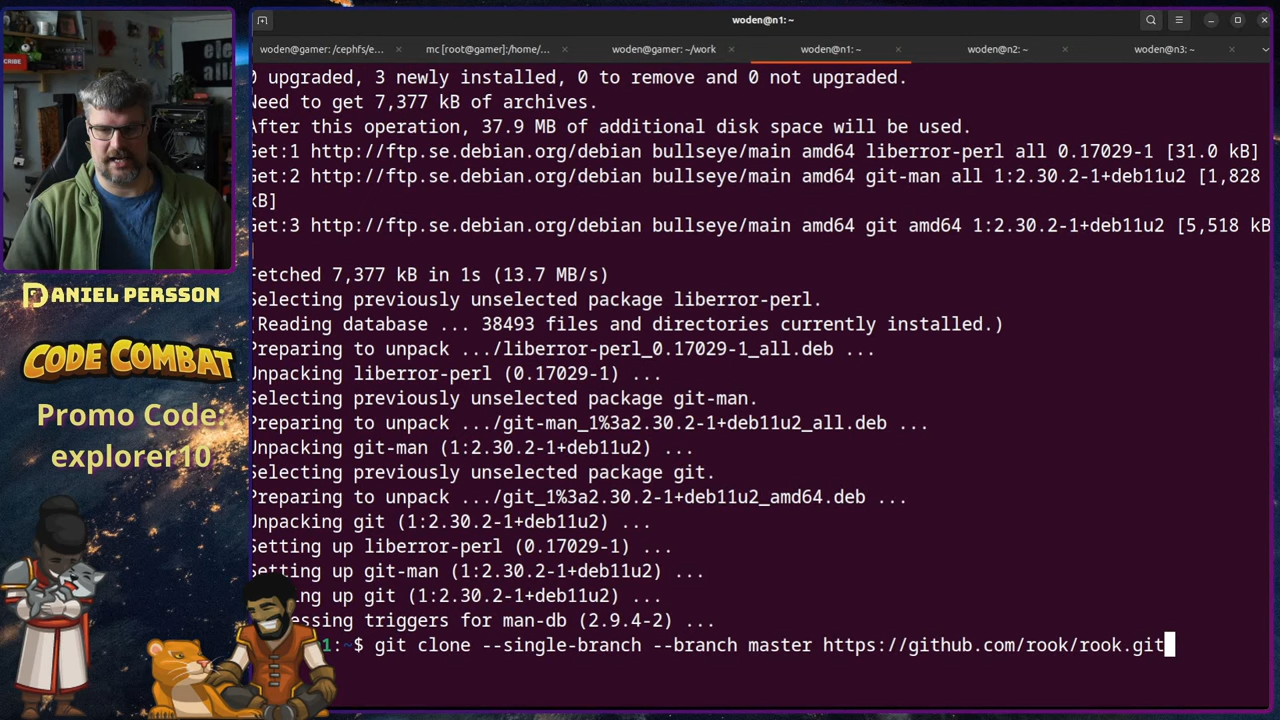 woden@n1: ~
woden@gamer: /cephfs/e...
mc [root@gamer]:/home/...
woden@gamer: ~/work
woden@n1: ~
woden@n2: ~
woden@n3: ~
0 upgraded, 3 newly installed, 0 to remove and 0 not upgraded.
Need to get 7,377 kB of archives.
After this operation, 37.9 MB of additional disk space will be used.
Get:1 http://ftp.se.debian.org/debian bullseye/main amd64 liberror-perl all 0.17029-1 [31.0 kB]
Get:2 http://ftp.se.debian.org/debian bullseye/main amd64 git-man all 1:2.30.2-1+deb11u2 [1,828
kB]
Get:3 http://ftp.se.debian.org/debian bullseye/main amd64 git amd64 1:2.30.2-1+deb11u2 [5,518 kB
Fetched 7,377 kB in 1s (13.7 MB/s)
Selecting previously unselected package liberror-perl.
(Reading database ... 38493 files and directories currently installed.)
Preparing to unpack .../liberror-perl_0.17029-1_all.deb ...
Unpacking liberror-perl (0.17029-1) ...
Selecting previously unselected package git-man.
Preparing to unpack .../git-man_1%3a2.30.2-1+deb11u2_all.deb ...
Unpacking git-man (1:2.30.2-1+deb11u2) ...
Selecting previously unselected package git.
Preparing to unpack .../git_1%3a2.30.2-1+deb11u2_amd64.deb ...
Unpacking git (1:2.30.2-1+deb11u2) ...
Setting up liberror-perl (0.17029-1) ...
Setting up git-man (1:2.30.2-1+deb11u2) ...
ng up git (1:2.30.2-1+deb11u2) ...
essing triggers for man-db (2.9.4-2) ...
1:~$ git clone --single-branch --branch master https://github.com/rook/rook.git
DANIEL PERSSON
CODE COMBAT
Promo Code:
explorer10